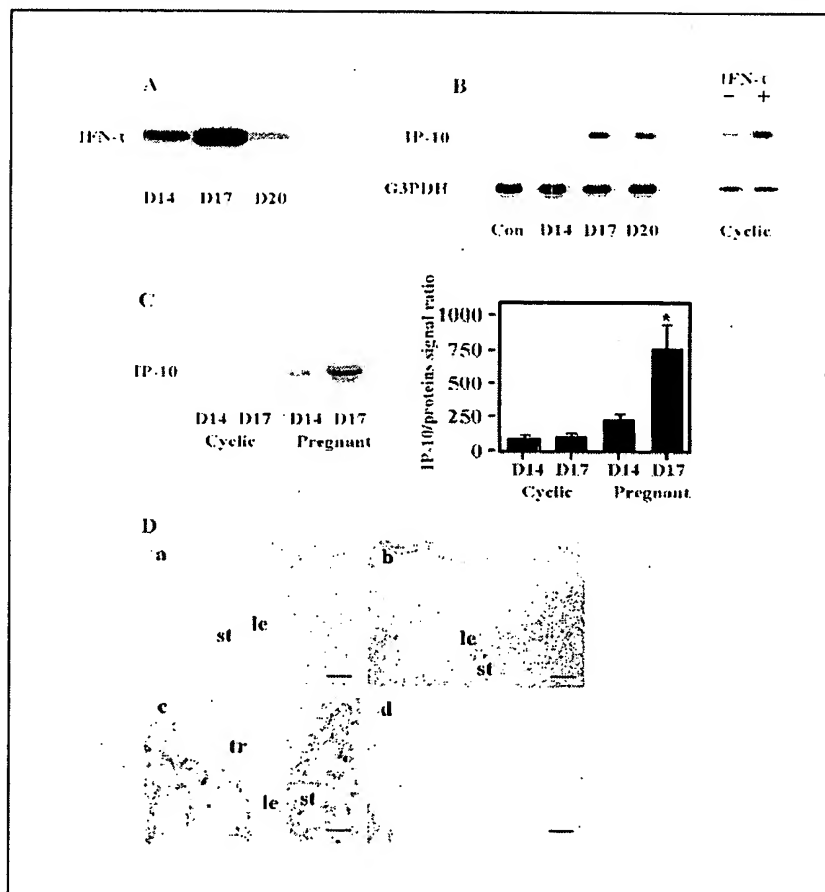 A
IFN-τ
D14 D17 D20
B
IFN-τ
− +
IP-10
G3PDH
Con D14 D17 D20
Cyclic
C
IP-10
D14 D17 D14 D17
Cyclic Pregnant
IP-10/proteins signal ratio
1000
750
500
250
0
*
D14 D17 D14 D17
Cyclic Pregnant
D
a
st le
b
le
st
c
tr
le st
d